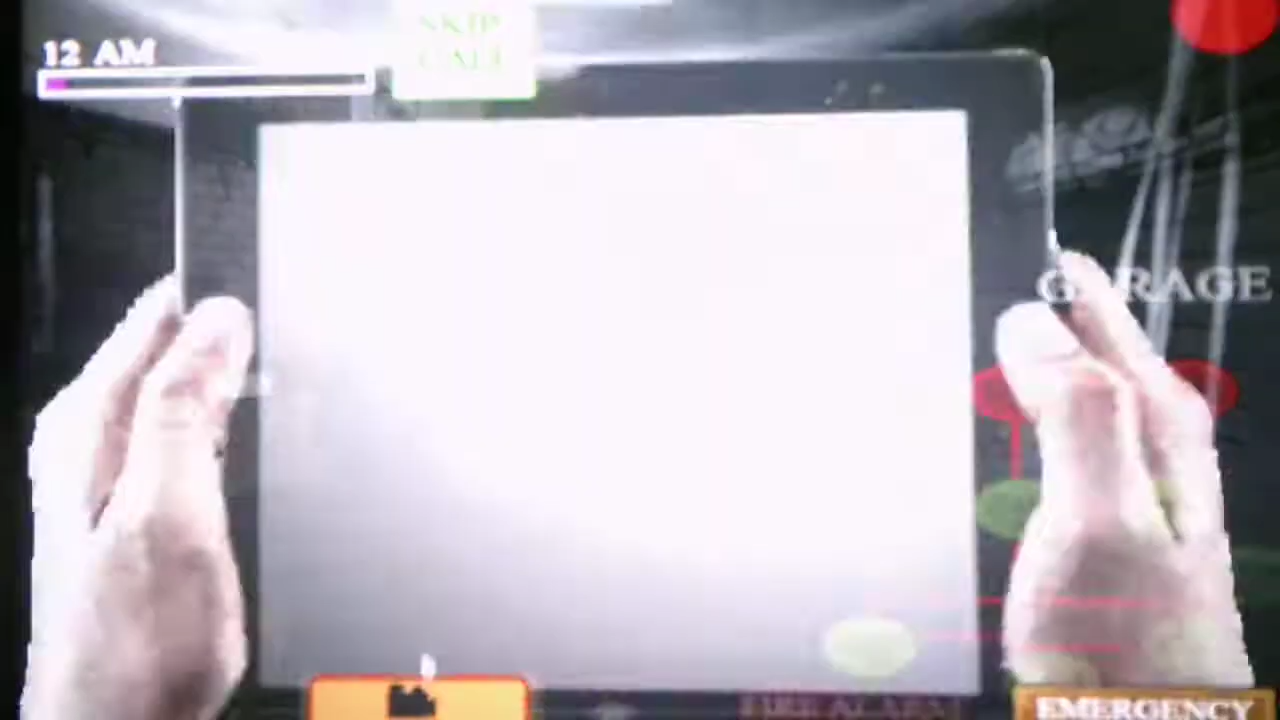 12 AM
SKIP
CALL
GARAGE
FIRE ALARM
EMERGENCY